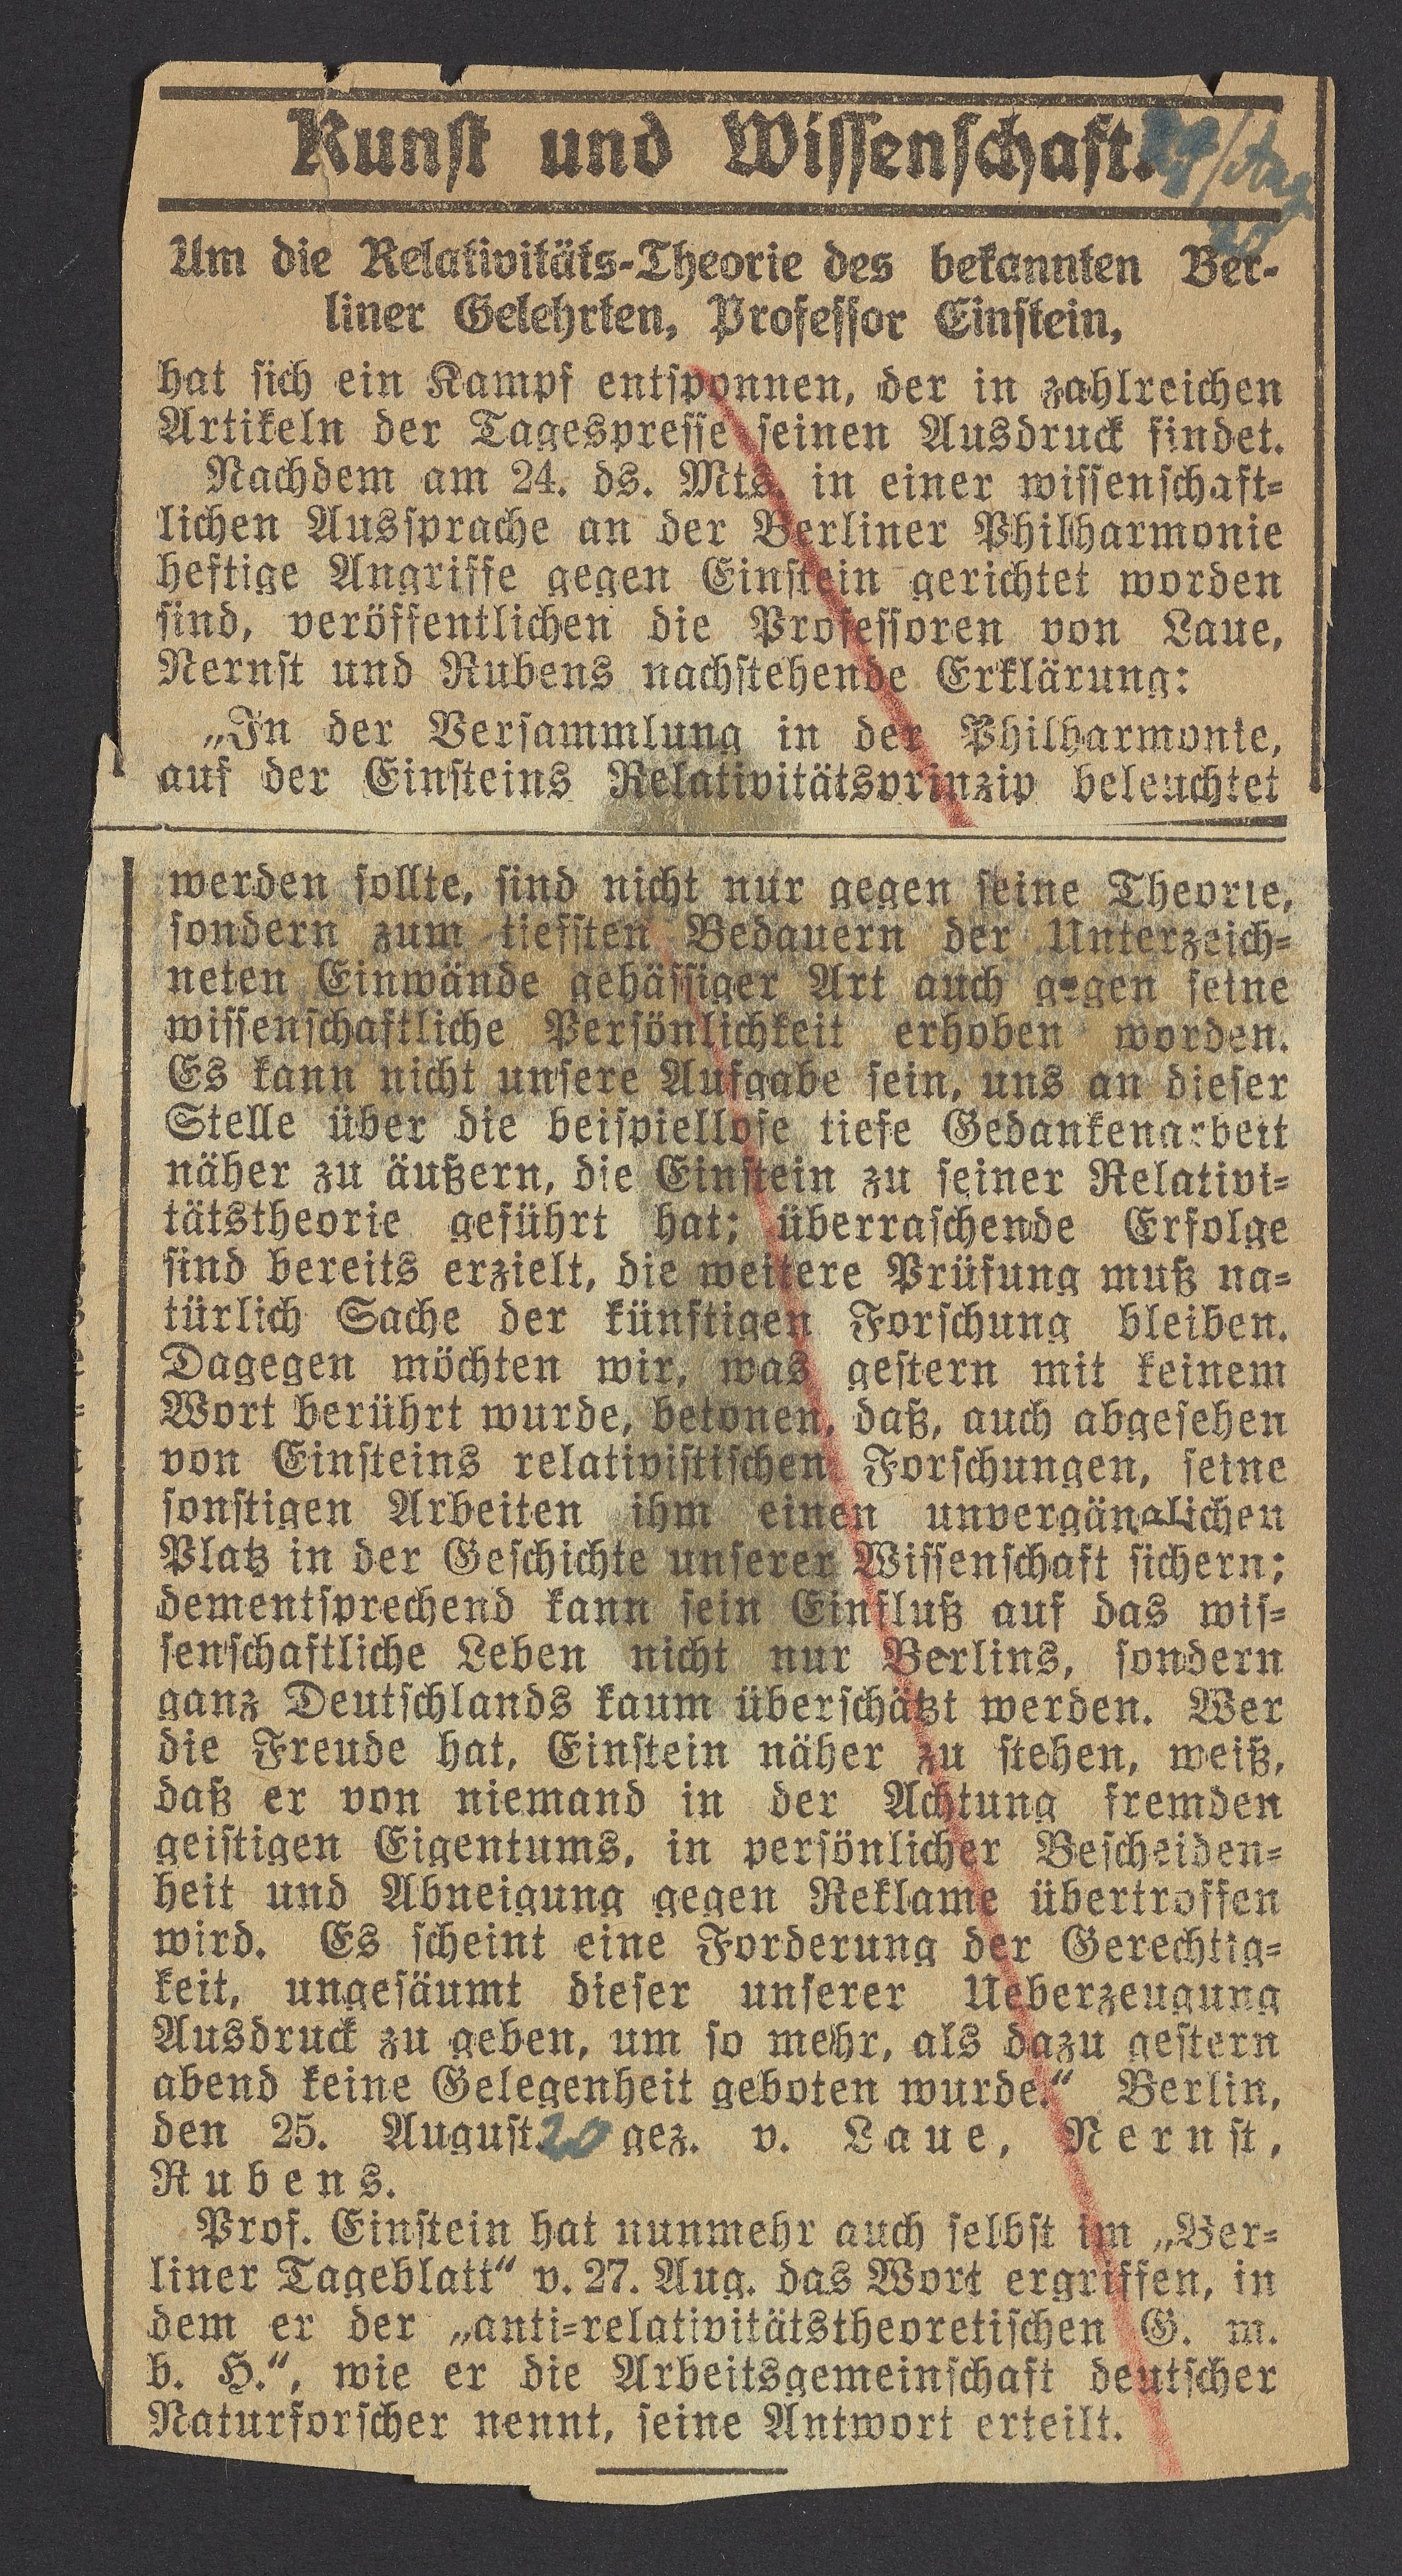 Kunst und Wissenschaft.
Um die Relativitäts-Theorie des bekannten Ber-
liner Gelehrten, Professor Einstein,
hat sich ein Kampf entsponnen, der in zahlreichen
Artikeln der Tagespresse seinen Ausdruck findet.
Nachdem am 24. ds. Mts. in einer wissenschaft-
lichen Aussprache an der Berliner Philharmonie
heftige Angriffe gegen Einstein gerichtet worden
sind, veröffentlichen die Professoren von Laue,
Nernst und Rubens nachstehende Erklärung:
„In der Versammlung in der Philharmonie,
auf der Einsteins Relativitätsprinzip beleuchtet
werden sollte, sind nicht nur gegen seine Theorie,
sondern zum tiefsten Bedauern der Unterzeich-
neten Einwände gehässiger Art auch gegen seine
wissenschaftliche Persönlichkeit erhoben worden.
Es kann nicht unsere Aufgabe sein, uns an dieser
Stelle über die beispiellose tiefe Gedankenarbeit
näher zu äußern, die Einstein zu seiner Relativi-
tätstheorie geführt hat; überraschende Erfolge
sind bereits erzielt, die weitere Prüfung muß na-
türlich Sache der künftigen Forschung bleiben.
Dagegen möchten wir, was gestern mit keinem
Wort berührt wurde, betonen, daß, auch abgesehen
von Einsteins relativistischen Forschungen, seine
sonstigen Arbeiten ihm einen unvergänglichen
Platz in der Geschichte unserer Wissenschaft sichern;
dementsprechend kann sein Einfluß auf das wis-
senschaftliche Leben nicht nur Berlins, sondern
ganz Deutschlands kaum überschätzt werden. Wer
die Freude hat, Einstein näher zu stehen, weiß,
daß er von niemand in der Achtung fremden
geistigen Eigentums, in persönlicher Bescheiden-
heit und Abneigung gegen Reklame übertroffen
wird. Es scheint eine Forderung der Gerechtig-
keit, ungesäumt dieser unserer Ueberzeugung
Ausdruck zu geben, um so mehr, als dazu gestern
abend keine Gelegenheit geboten wurde.“ Berlin,
den 25. August 20 gez. v. Laue, Nernst,
Rubens.
Prof. Einstein hat nunmehr auch selbst im „Ber-
liner Tageblatt“ v. 27. Aug. das Wort ergriffen, in
dem er der „anti-relativitätstheoretischen G. m.
b. H.“, wie er die Arbeitsgemeinschaft deutscher
Naturforscher nennt, seine Antwort erteilt.